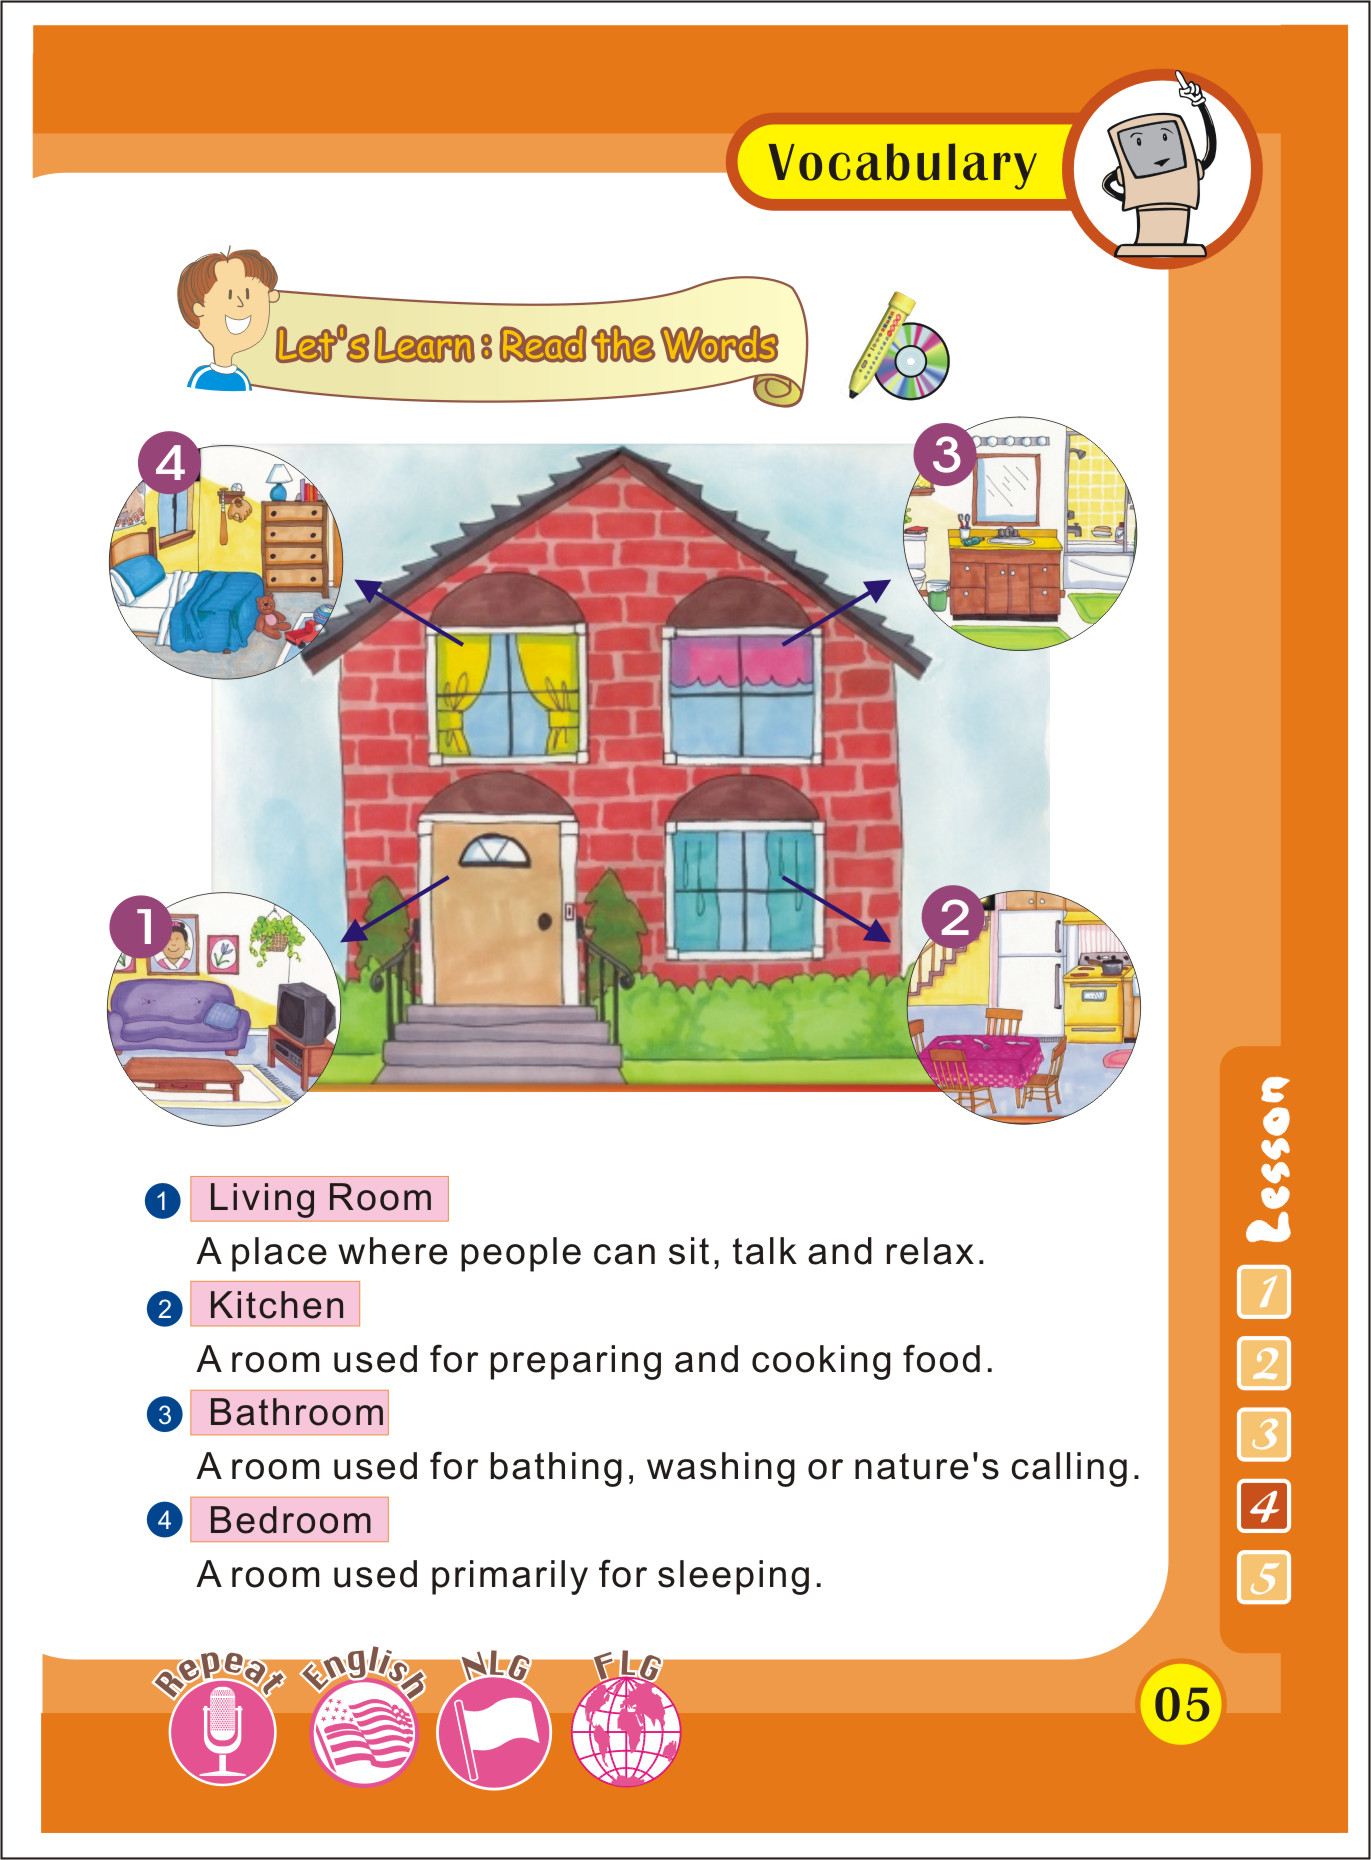 Vocabulary
Let's Learn : Read the Words
4
3
1
2
1 Living Room
A place where people can sit, talk and relax.
2 Kitchen
A room used for preparing and cooking food.
3 Bathroom
A room used for bathing, washing or nature's calling.
4 Bedroom
A room used primarily for sleeping.
Lesson
1
2
3
4
5
Repeat English NLG FLG
05